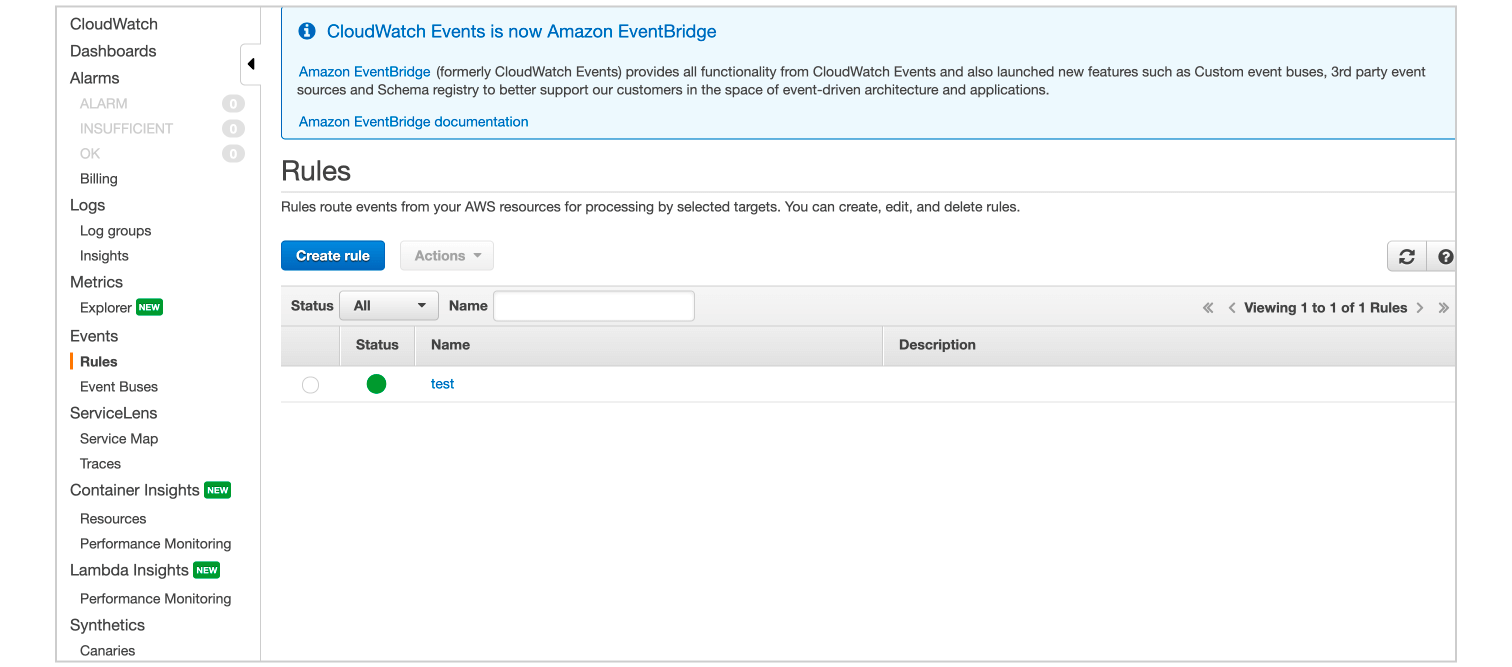 CloudWatch
Dashboards
Alarms
ALARM 0
INSUFFICIENT 0
OK 0
Billing
Logs
Log groups
Insights
Metrics
Explorer NEW
Events
Rules
Event Buses
ServiceLens
Service Map
Traces
Container Insights NEW
Resources
Performance Monitoring
Lambda Insights NEW
Performance Monitoring
Synthetics
Canaries
CloudWatch Events is now Amazon EventBridge
Amazon EventBridge (formerly CloudWatch Events) provides all functionality from CloudWatch Events and also launched new features such as Custom event buses, 3rd party event
sources and Schema registry to better support our customers in the space of event-driven architecture and applications.
Amazon EventBridge documentation
Rules
Rules route events from your AWS resources for processing by selected targets. You can create, edit, and delete rules.
Create rule Actions
Status All Name « < Viewing 1 to 1 of 1 Rules > »
Status Name Description
test